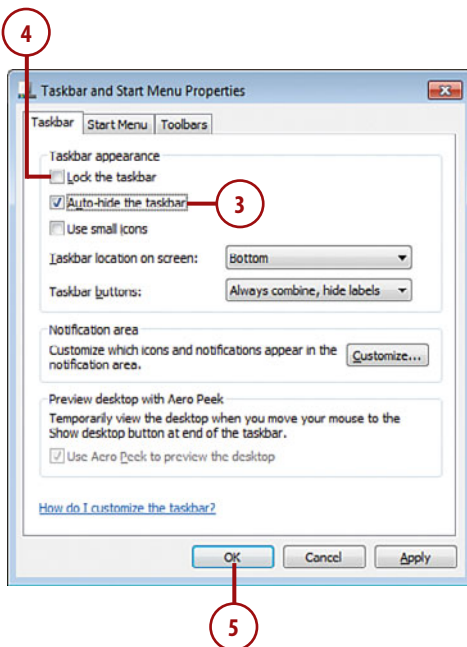 4
Taskbar and Start Menu Properties
Taskbar Start Menu Toolbars
Taskbar appearance
Lock the taskbar
Auto-hide the taskbar 3
Use small icons
Taskbar location on screen: Bottom
Taskbar buttons: Always combine, hide labels
Notification area
Customize which icons and notifications appear in the
notification area. Customize...
Preview desktop with Aero Peek
Temporarily view the desktop when you move your mouse to the
Show desktop button at end of the taskbar.
Use Aero Peek to preview the desktop
How do I customize the taskbar?
OK Cancel Apply
5